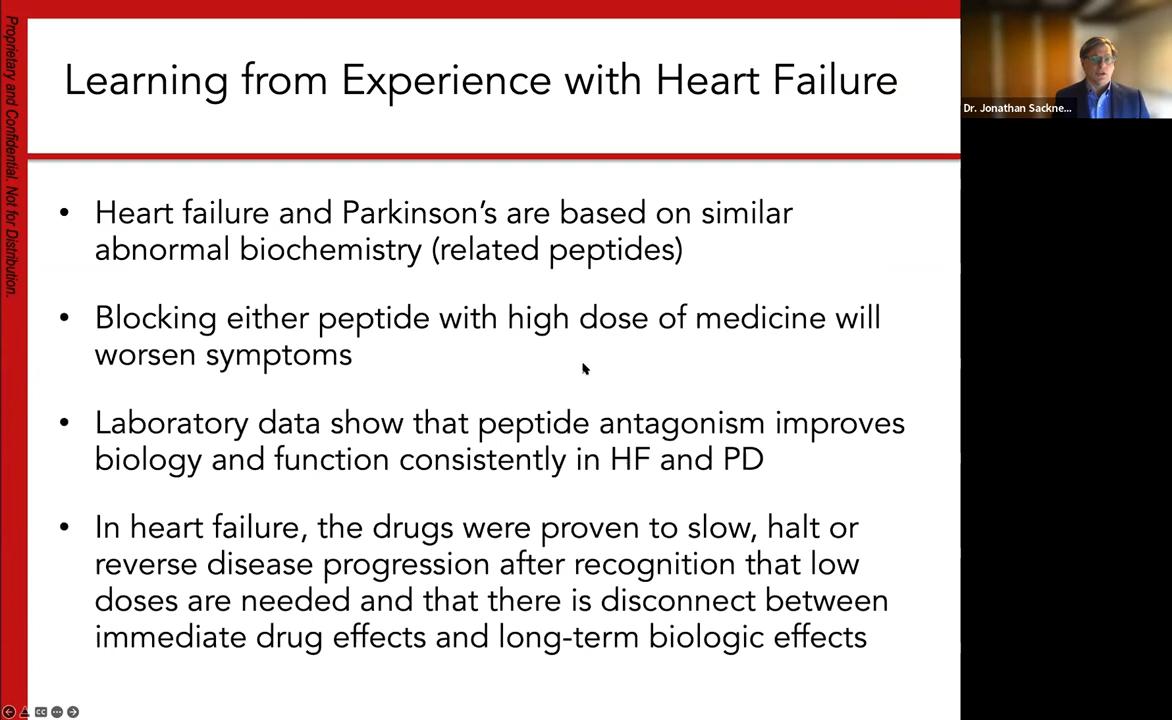 Proprietary and Confidential. Not for Distribution.
Learning from Experience with Heart Failure
Dr. Jonathan Sackne...
• Heart failure and Parkinson's are based on similar
abnormal biochemistry (related peptides)
• Blocking either peptide with high dose of medicine will
worsen symptoms
• Laboratory data show that peptide antagonism improves
biology and function consistently in HF and PD
• In heart failure, the drugs were proven to slow, halt or
reverse disease progression after recognition that low
doses are needed and that there is disconnect between
immediate drug effects and long-term biologic effects
CC